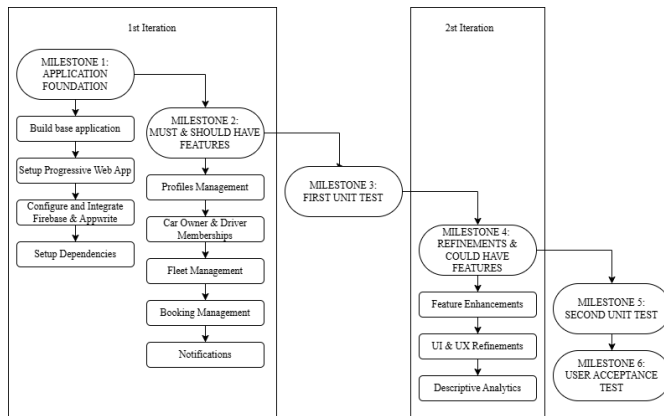 1st Iteration
2st Iteration
MILESTONE 1:
APPLICATION
FOUNDATION
Build base application
Setup Progressive Web App
Configure and Integrate
Firebase & Appwrite
Setup Dependencies
MILESTONE 2:
MUST & SHOULD HAVE
FEATURES
Profiles Management
Car Owner & Driver
Memberships
Fleet Management
Booking Management
Notifications
MILESTONE 3:
FIRST UNIT TEST
MILESTONE 4:
REFINEMENTS &
COULD HAVE
FEATURES
Feature Enhancements
UI & UX Refinements
Descriptive Analytics
MILESTONE 5:
SECOND UNIT TEST
MILESTONE 6:
USER ACCEPTANCE
TEST